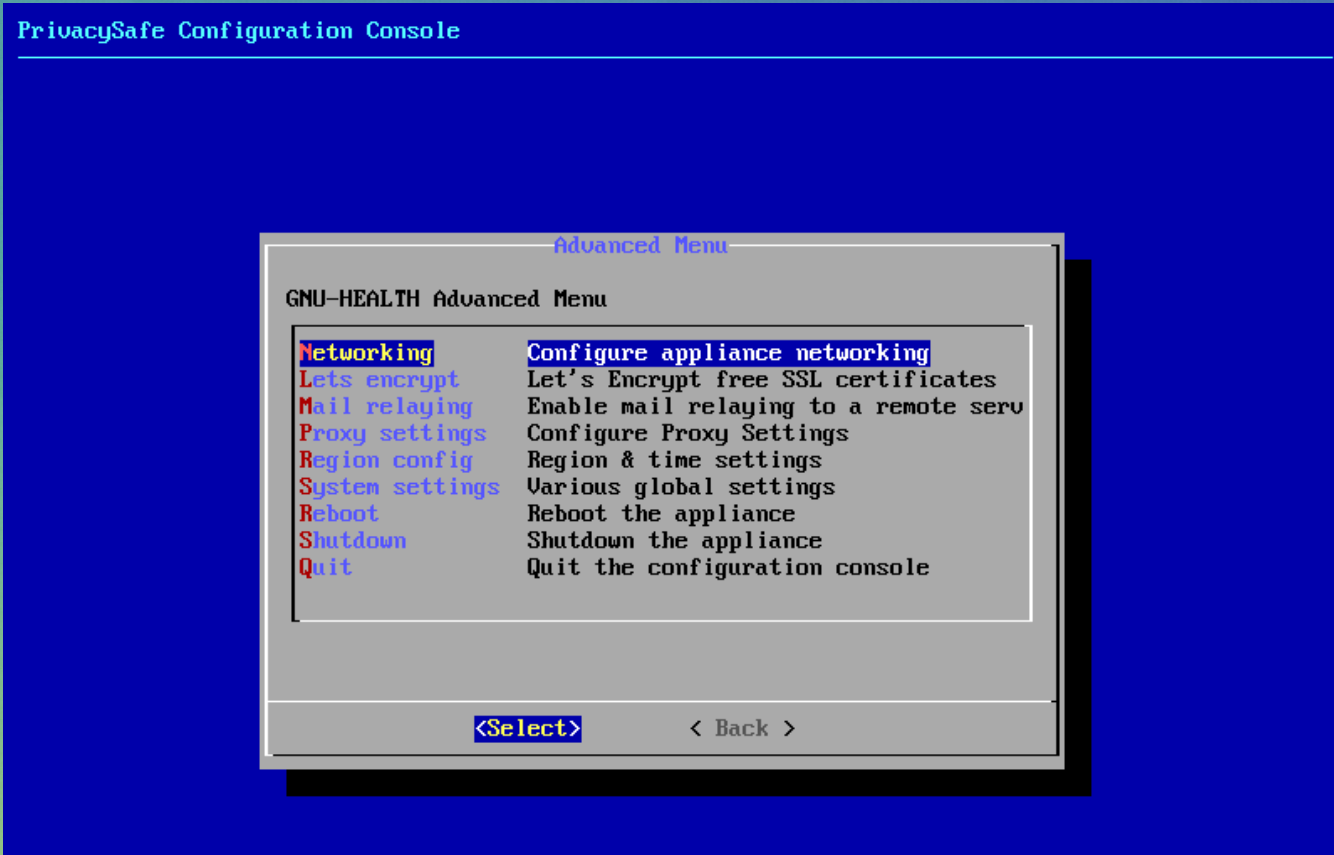 PrivacySafe Configuration Console
Advanced Menu
GNU-HEALTH Advanced Menu
Networking Configure appliance networking
Lets encrypt Let's Encrypt free SSL certificates
Mail relaying Enable mail relaying to a remote serv
Proxy settings Configure Proxy Settings
Region config Region & time settings
System settings Various global settings
Reboot Reboot the appliance
Shutdown Shutdown the appliance
Quit Quit the configuration console
<Select> < Back >